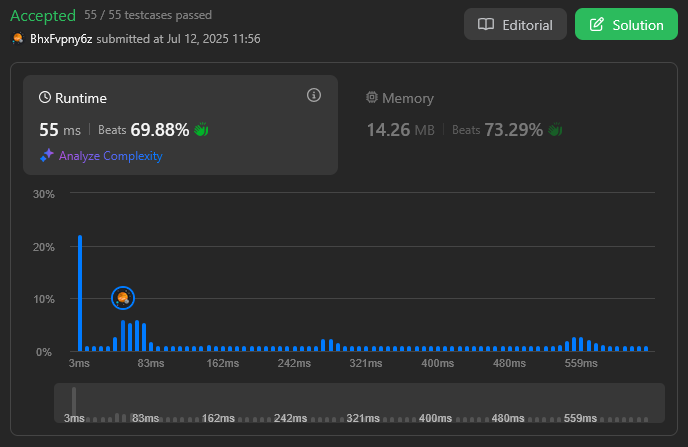 Accepted 55 / 55 testcases passed
Editorial
Solution
BhxFvpny6z submitted at Jul 12, 2025 11:56
Runtime
Memory
55 ms | Beats 69.88%
14.26 MB | Beats 73.29%
Analyze Complexity
30%
20%
10%
0%
3ms 83ms 162ms 242ms 321ms 400ms 480ms 559ms
3ms 83ms 162ms 242ms 321ms 400ms 480ms 559ms